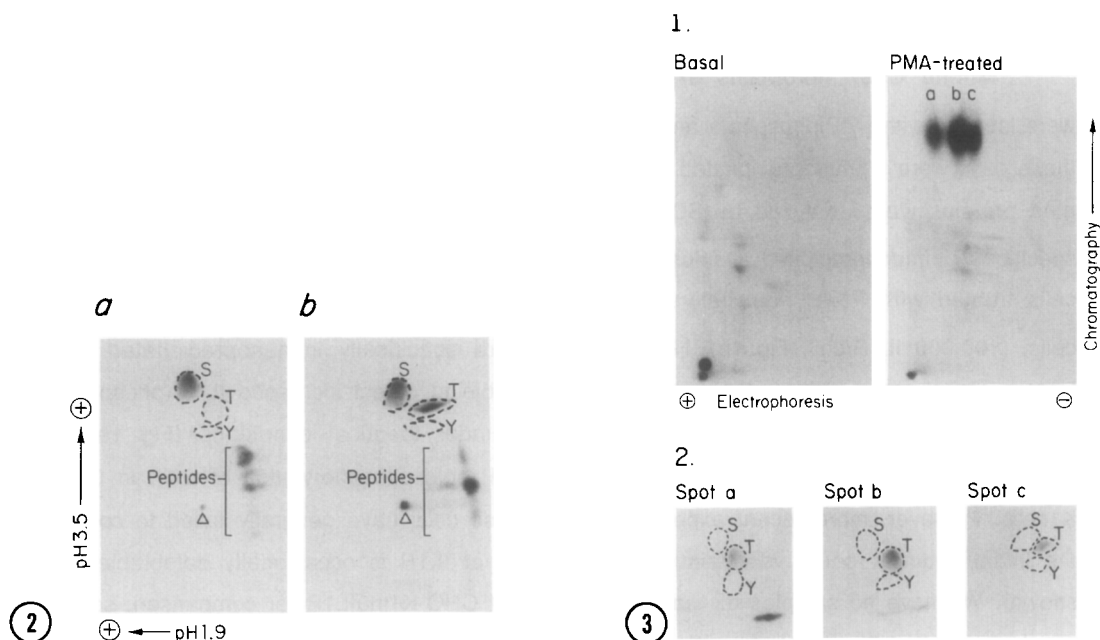 a
b
S
T
Y
Peptides
Δ
S
T
Y
Peptides
Δ
pH3.5
⊕
⊕ pH1.9
2
1.
Basal
PMA-treated
a b c
Chromatography
⊕ Electrophoresis ⊖
2.
Spot a
Spot b
Spot c
S
T
Y
S
T
Y
S
T
Y
3